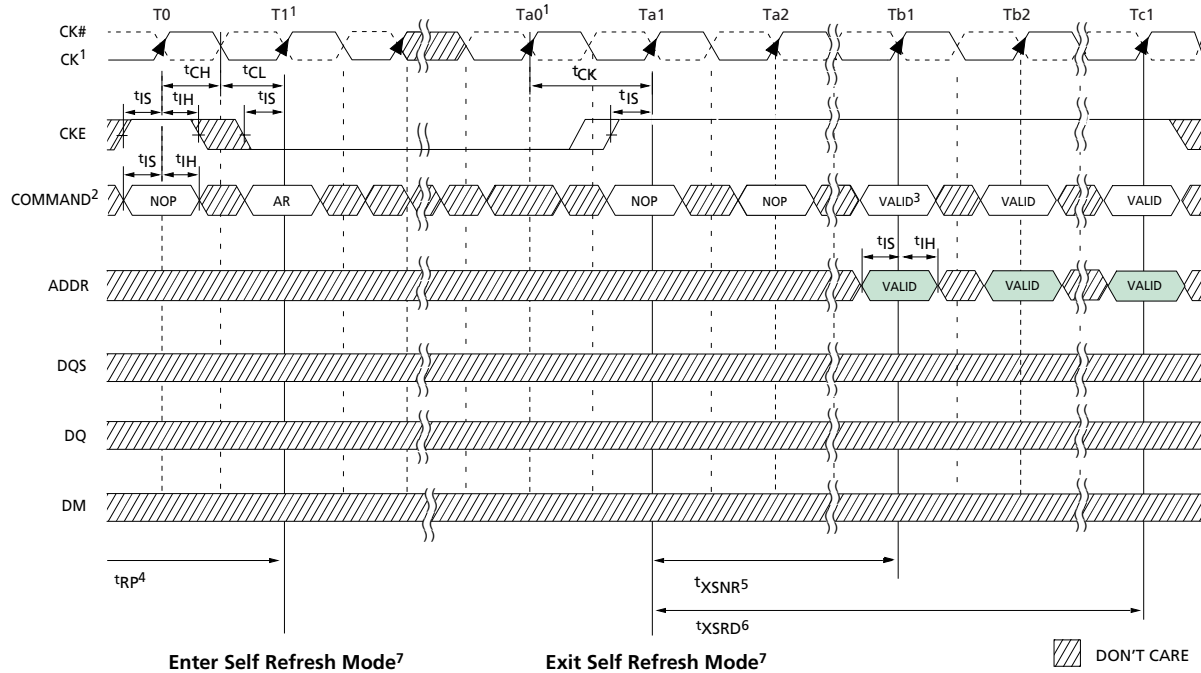 T0 T1¹ Ta0¹ Ta1 Ta2 Tb1 Tb2 Tc1
CK#
CK¹
tCH tCL tCK
tIS tIH tIS tIS
CKE
tIS tIH
COMMAND² NOP AR NOP NOP VALID³ VALID VALID
tIS tIH
ADDR VALID VALID VALID
DQS
DQ
DM
tRP⁴ tXSNR⁵
tXSRD⁶
Enter Self Refresh Mode⁷ Exit Self Refresh Mode⁷ DON'T CARE